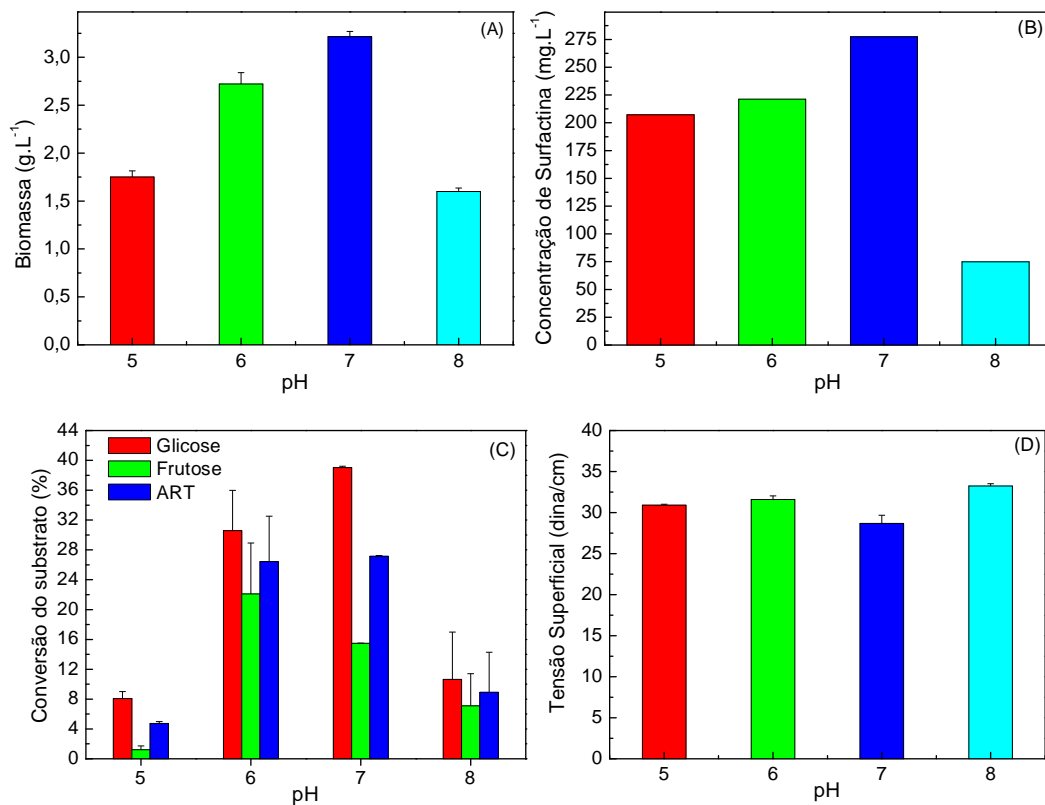 (A)
Biomassa (g.L⁻¹)
3,0
2,5
2,0
1,5
1,0
0,5
0,0
5 6 7 8
pH
(B)
Concentração de Surfactina (mg.L⁻¹)
275
250
225
200
175
150
125
100
75
50
25
0
5 6 7 8
pH
(C)
Glicose
Frutose
ART
Conversão do substrato (%)
44
40
36
32
28
24
20
16
12
8
4
0
5 6 7 8
pH
(D)
Tensão Superficial (dina/cm)
40
35
30
25
20
15
10
5
0
5 6 7 8
pH